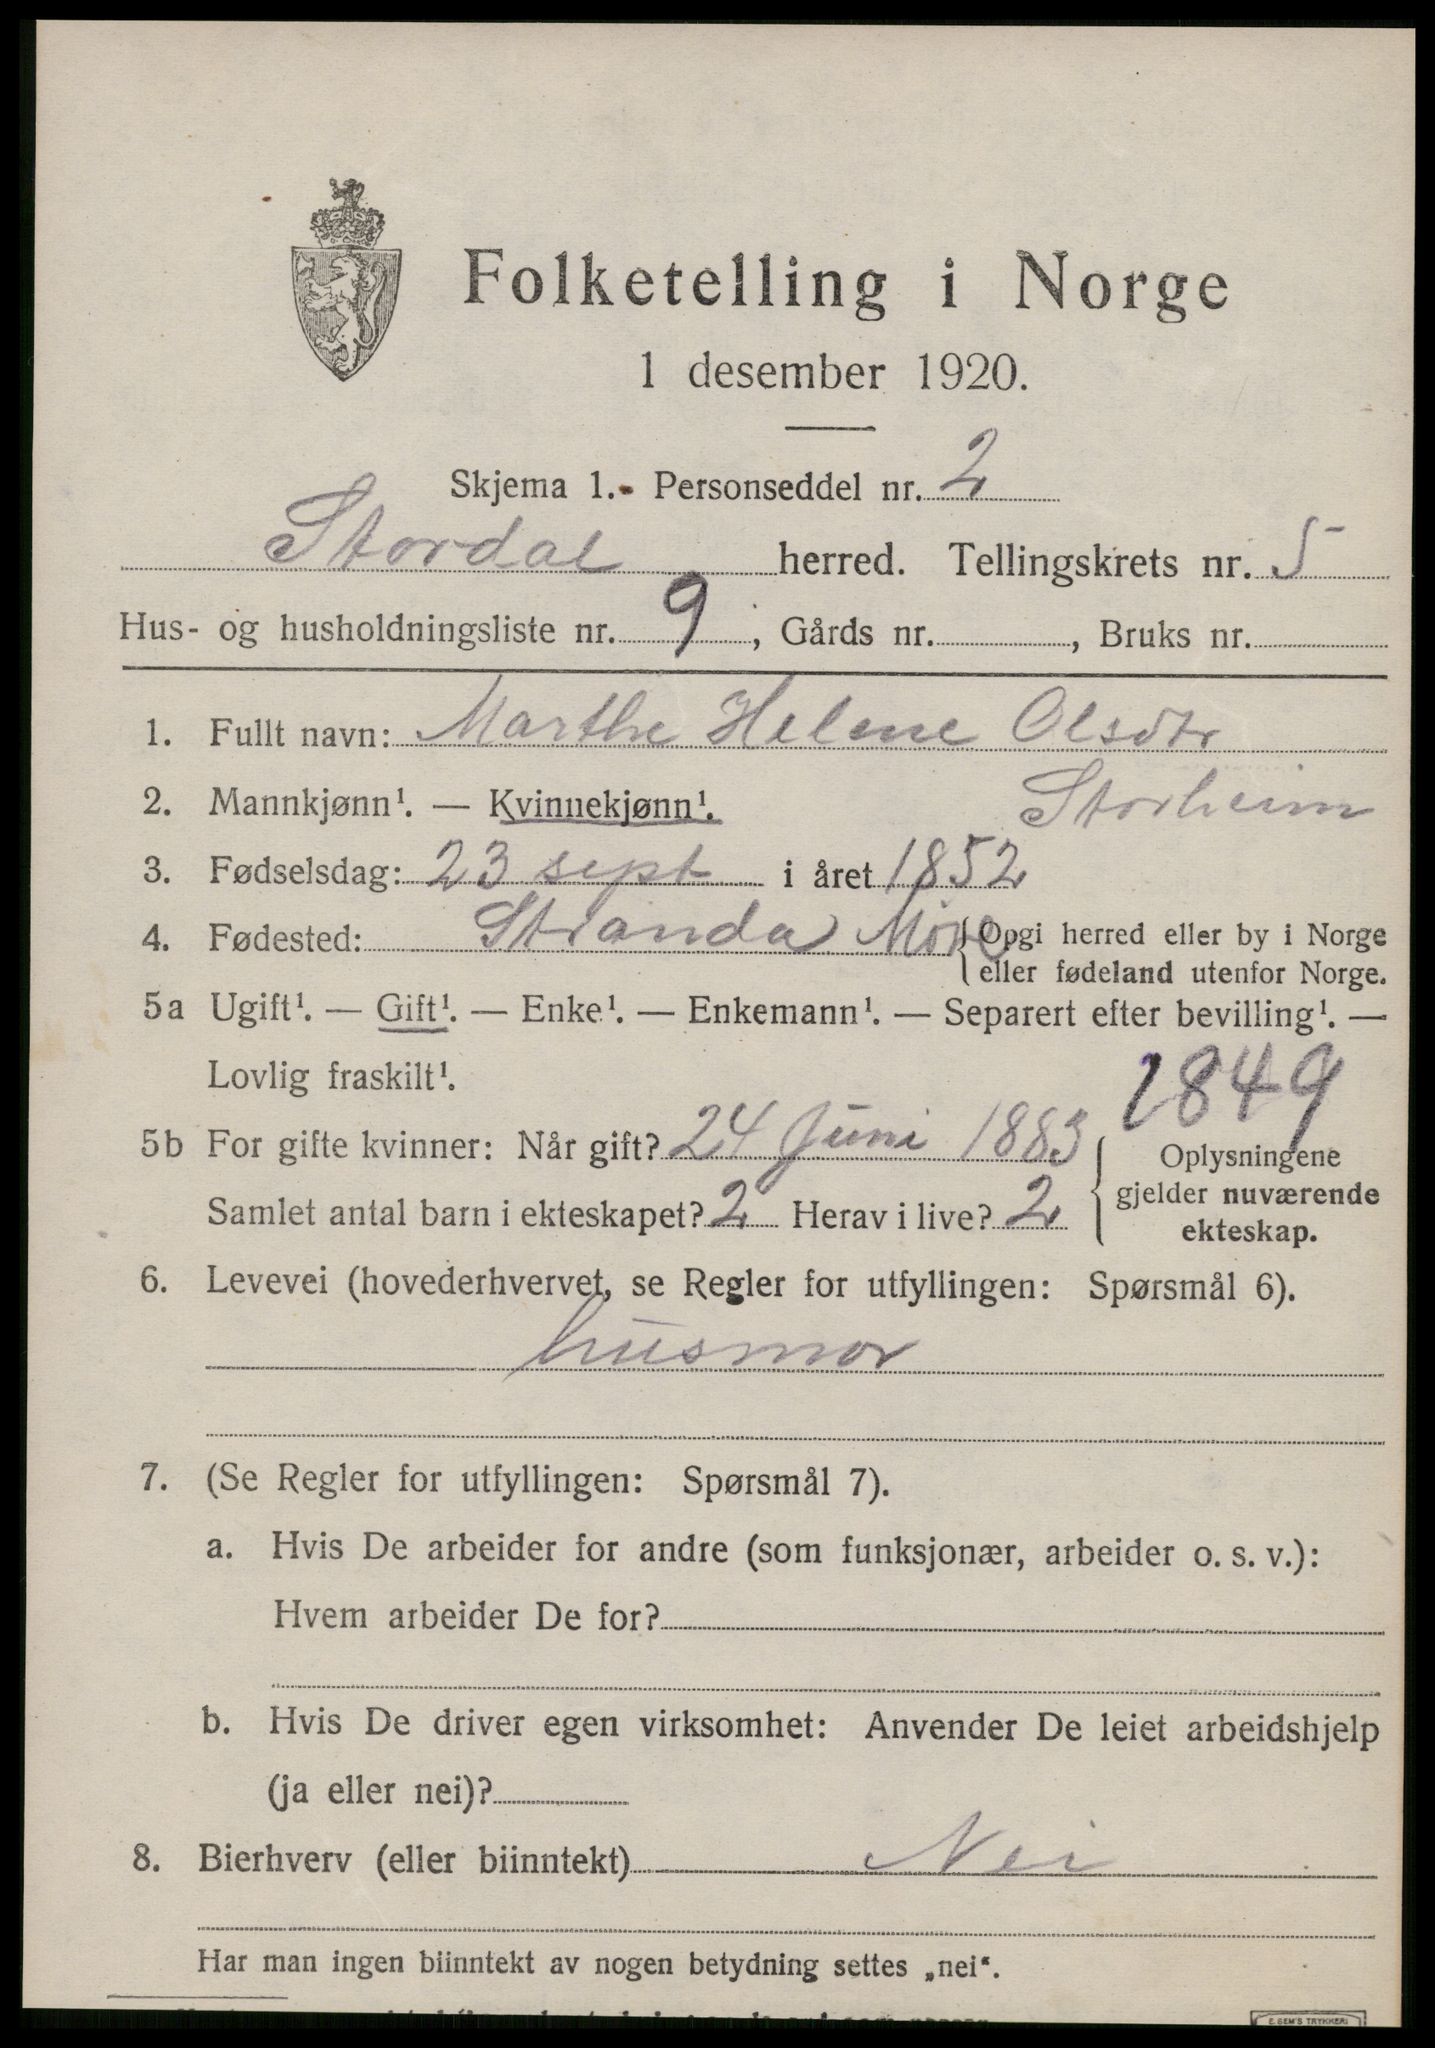 Folketelling i Norge
1 desember 1920.
Skjema 1. Personseddel nr. 2
Stordal herred. Tellingskrets nr. 5
Hus- og husholdningsliste nr. 9, Gårds nr. , Bruks nr.
1. Fullt navn: Marthe Helene Olsdtr
Storheim
2. Mannkjønn¹. — Kvinnekjønn¹.
3. Fødselsdag: 23 sept i året 1852
4. Fødested: Stranda Möre {Opgi herred eller by i Norge
eller fødeland utenfor Norge.
5a Ugift¹. — Gift¹. — Enke¹. — Enkemann¹. — Separert efter bevilling¹. —
Lovlig fraskilt¹.
1849
5b For gifte kvinner: Når gift? 24 Juni 1883
Samlet antal barn i ekteskapet? 2 Herav i live? 2
Oplysningene
gjelder nuværende
ekteskap.
6. Levevei (hovederhvervet, se Regler for utfyllingen: Spørsmål 6).
husmor
7. (Se Regler for utfyllingen: Spørsmål 7).
a. Hvis De arbeider for andre (som funksjonær, arbeider o. s. v.):
Hvem arbeider De for?
b. Hvis De driver egen virksomhet: Anvender De leiet arbeidshjelp
(ja eller nei)?
8. Bierhverv (eller biinntekt) Nei
Har man ingen biinntekt av nogen betydning settes „nei“.
E. SEM'S TRYKKERI